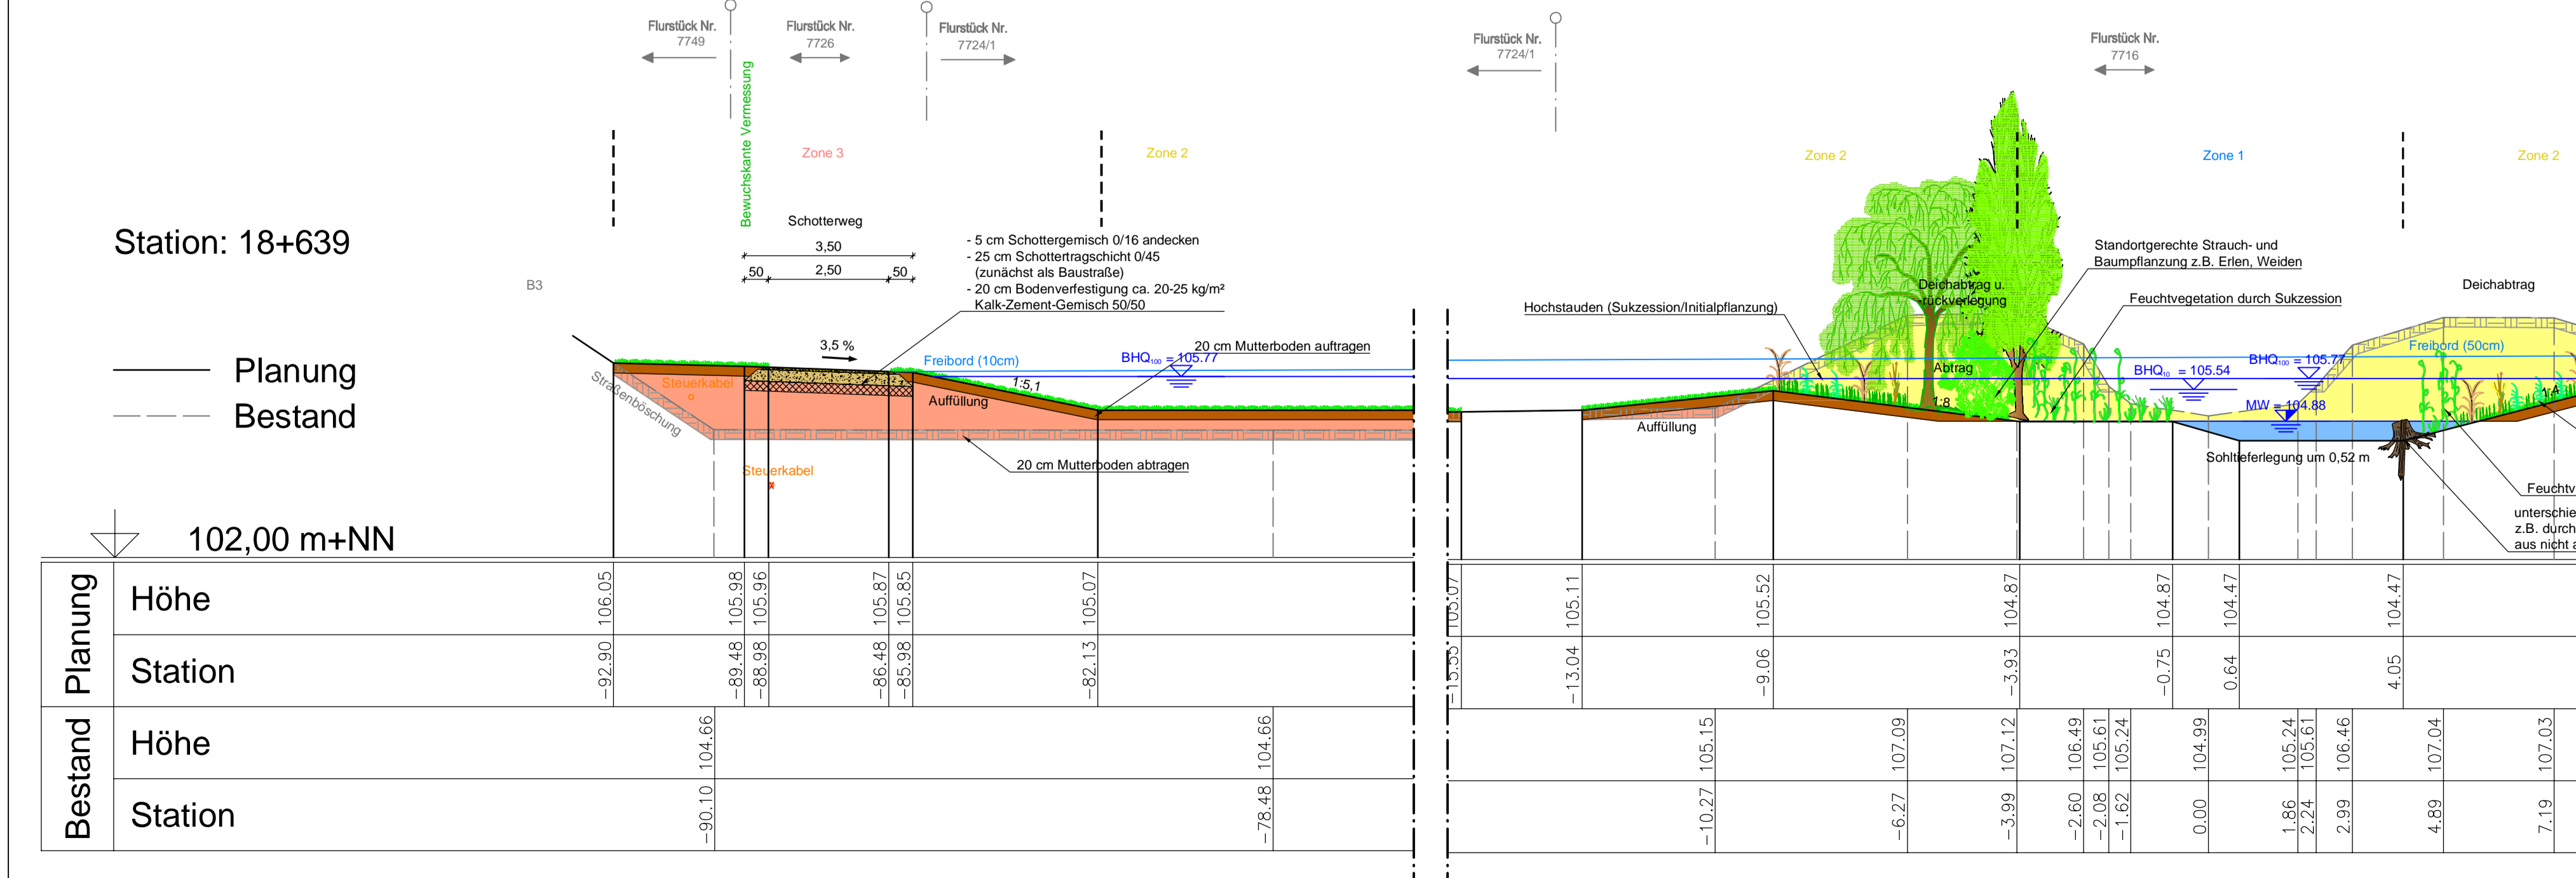 Flurstück Nr.
7749
Flurstück Nr.
7726
Flurstück Nr.
7724/1
Flurstück Nr.
7724/1
Flurstück Nr.
7716
Bewuchskante Vermessung
Zone 3
Zone 2
Zone 2
Zone 1
Zone 2
Station: 18+639
B3
Schotterweg
3,50
50
2,50
50
- 5 cm Schottergemisch 0/16 andecken
- 25 cm Schottertragschicht 0/45
(zunächst als Baustraße)
- 20 cm Bodenverfestigung ca. 20-25 kg/m²
Kalk-Zement-Gemisch 50/50
Planung
Bestand
3,5 %
Freibord (10cm)
BHQ100 = 105.77
20 cm Mutterboden auftragen
Steuerkabel
Straßenböschung
1:5,1
Auffüllung
20 cm Mutterboden abtragen
Steuerkabel
Hochstauden (Sukzession/Initialpflanzung)
Deichabtrag u.
-rückverlegung
Standortgerechte Strauch- und
Baumpflanzung z.B. Erlen, Weiden
Feuchtvegetation durch Sukzession
Deichabtrag
Freibord (50cm)
BHQ100 = 105.77
BHQ10 = 105.54
MW = 104.88
Abtrag
1:8
1:4
Auffüllung
Sohltieferlegung um 0,52 m
Feuchtv
unterschie
z.B. durch
aus nicht a
102,00 m+NN
Planung
Höhe
106.05
105.98
105.96
105.87
105.85
105.07
105.07
105.11
105.52
104.87
104.87
104.47
104.47
Station
-92.90
-89.48
-88.98
-86.48
-85.98
-82.13
-13.04
-9.06
-3.93
-0.75
0.64
4.05
Bestand
Höhe
104.66
104.66
105.15
107.09
107.12
106.49
105.61
105.24
104.99
105.24
105.61
106.46
107.04
107.03
Station
-90.10
-78.48
-10.27
-6.27
-3.99
-2.60
-2.08
-1.62
0.00
1.86
2.24
2.99
4.89
7.19